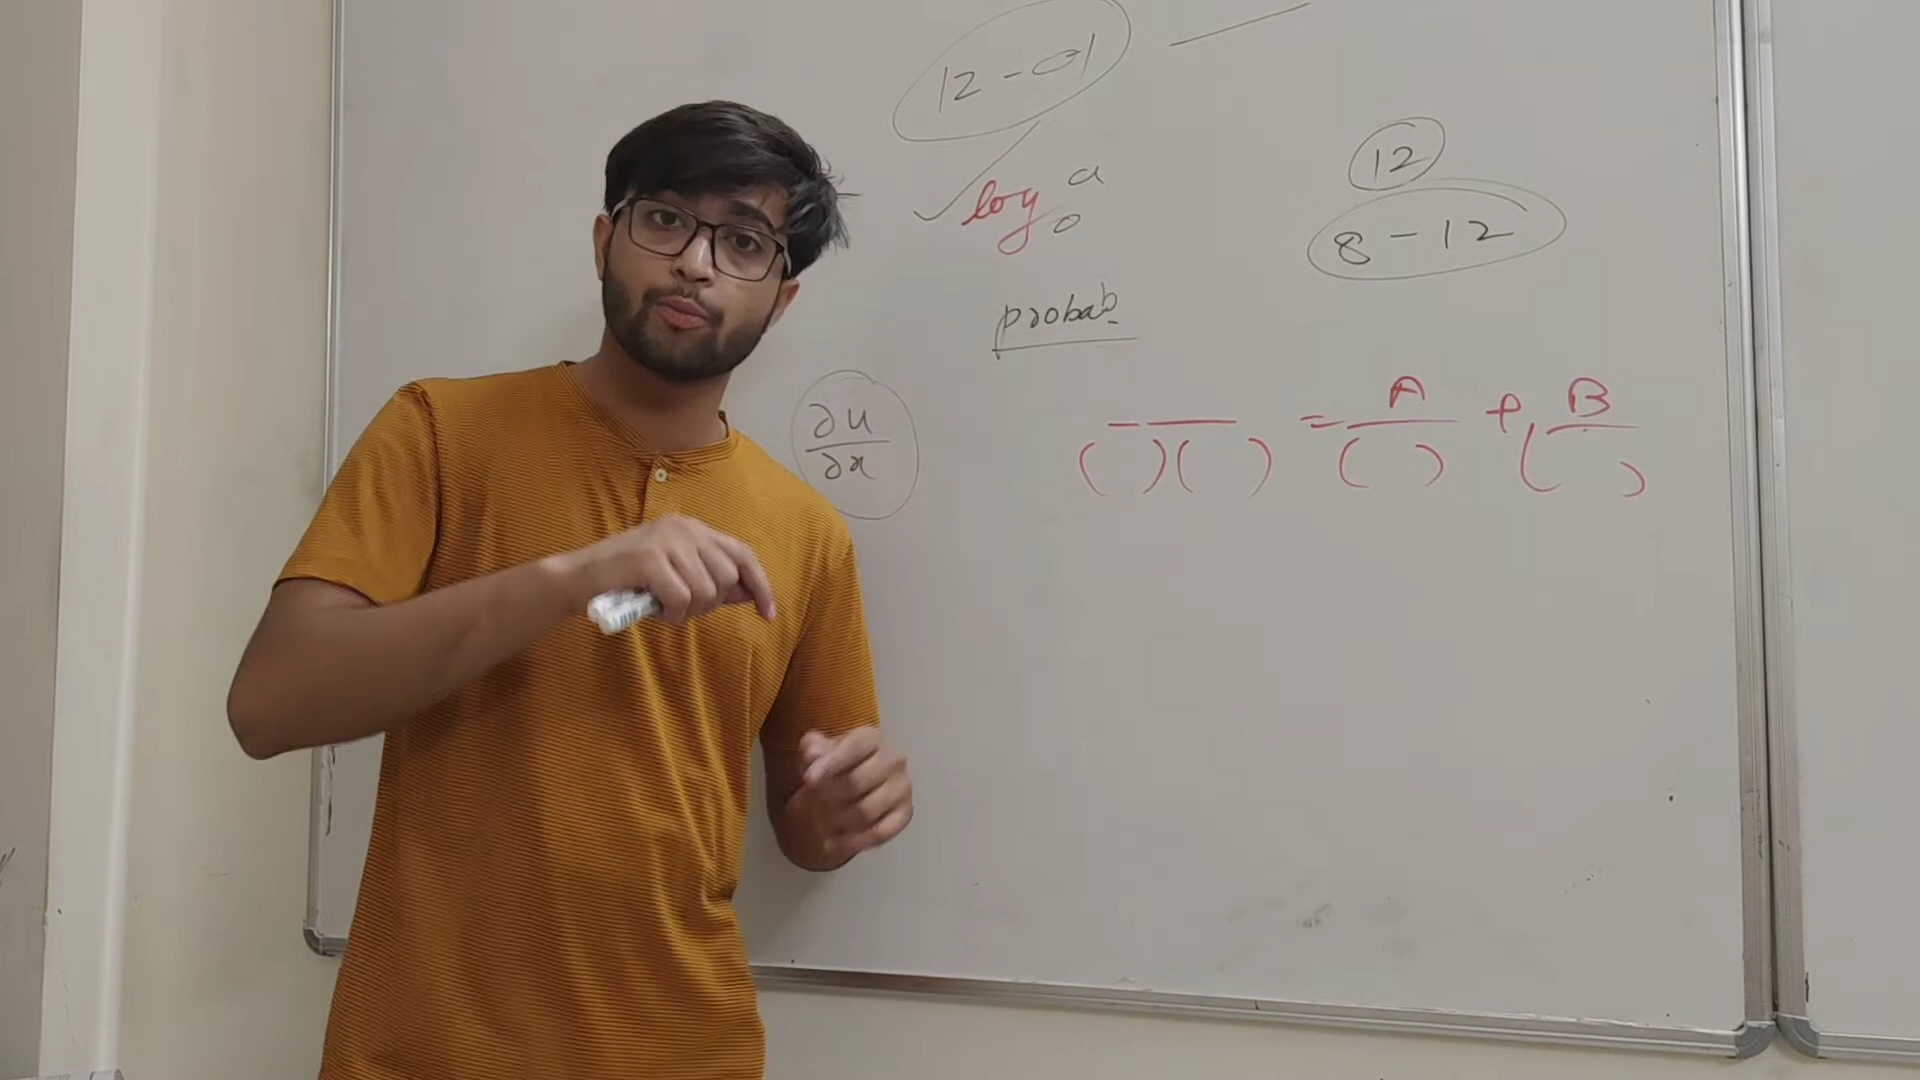 12-01
12
log a
o
8-12
probab
∂u
∂x
A
B
( )( ) = ( ) + ( )